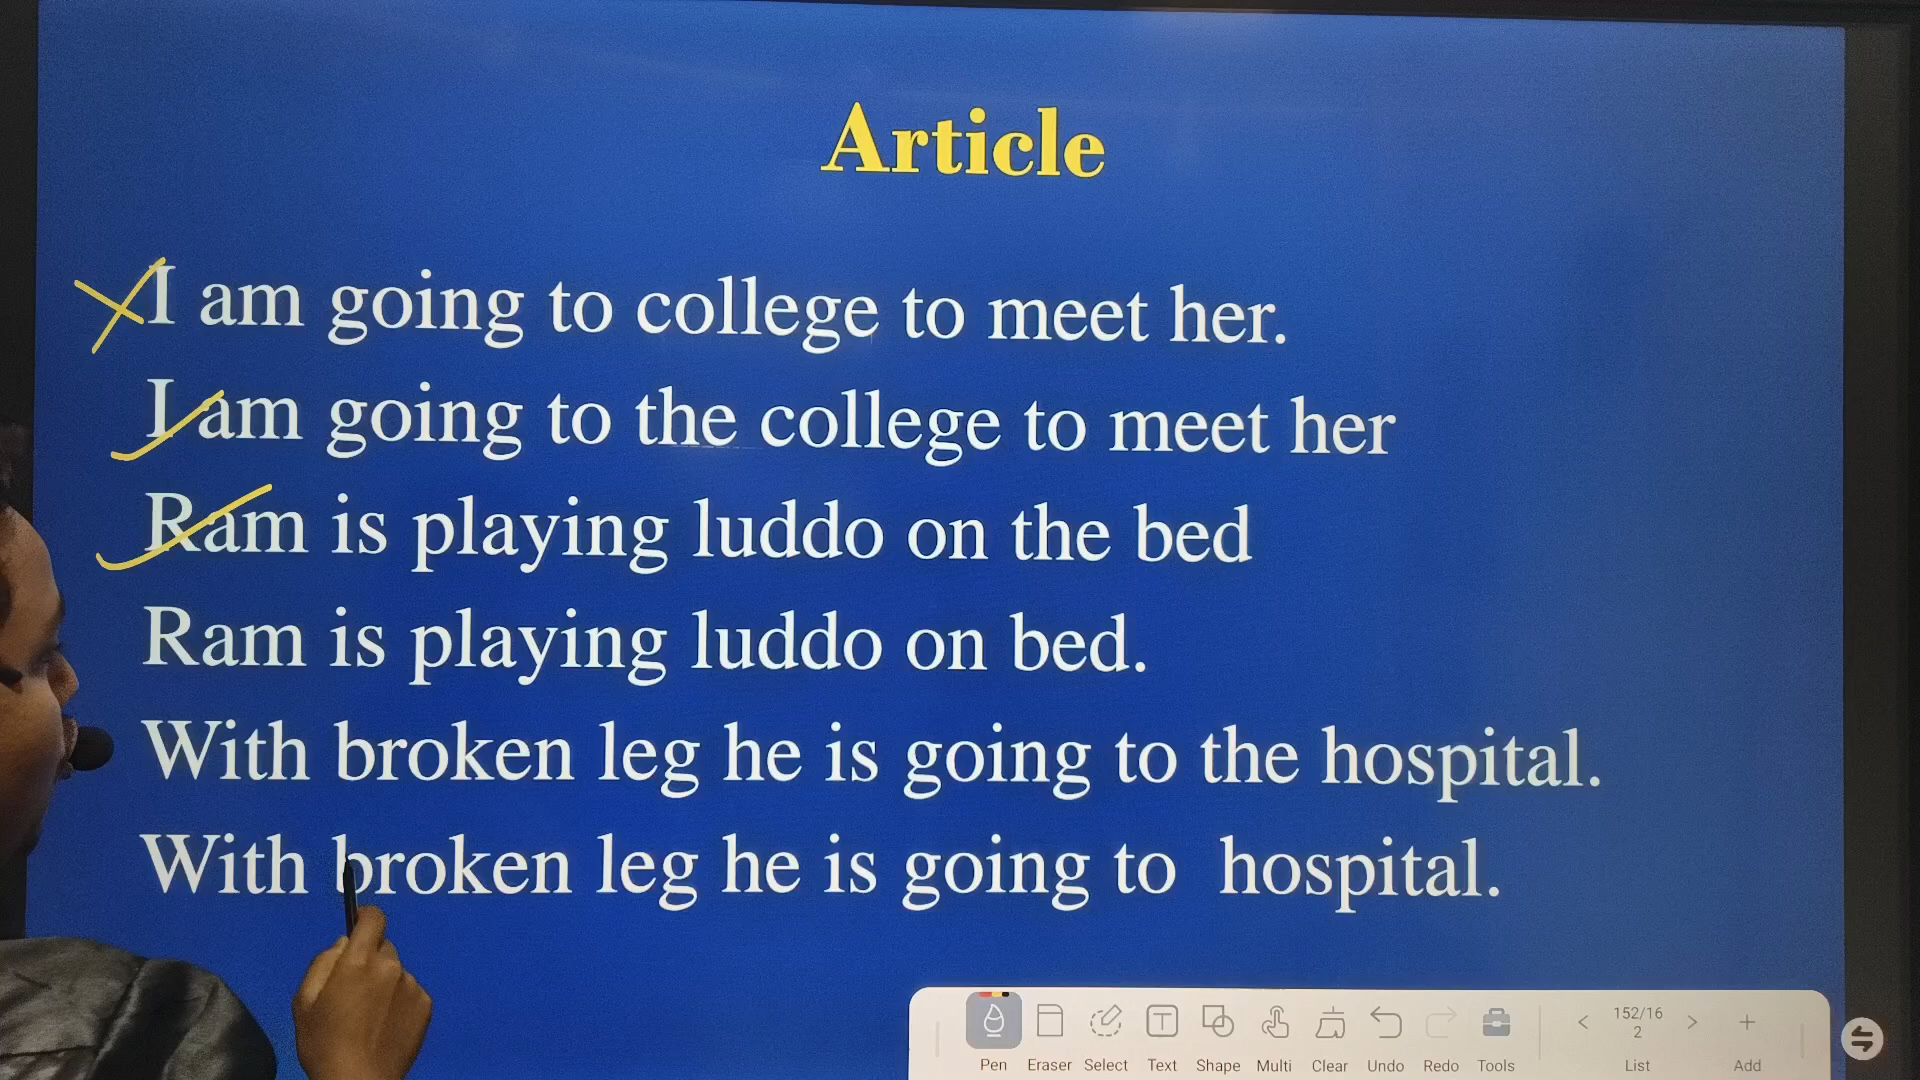 Article
I am going to college to meet her.
I am going to the college to meet her
Ram is playing luddo on the bed
Ram is playing luddo on bed.
With broken leg he is going to the hospital.
With broken leg he is going to hospital.
Pen Eraser Select Text Shape Multi Clear Undo Redo Tools < 152/162 > List + Add